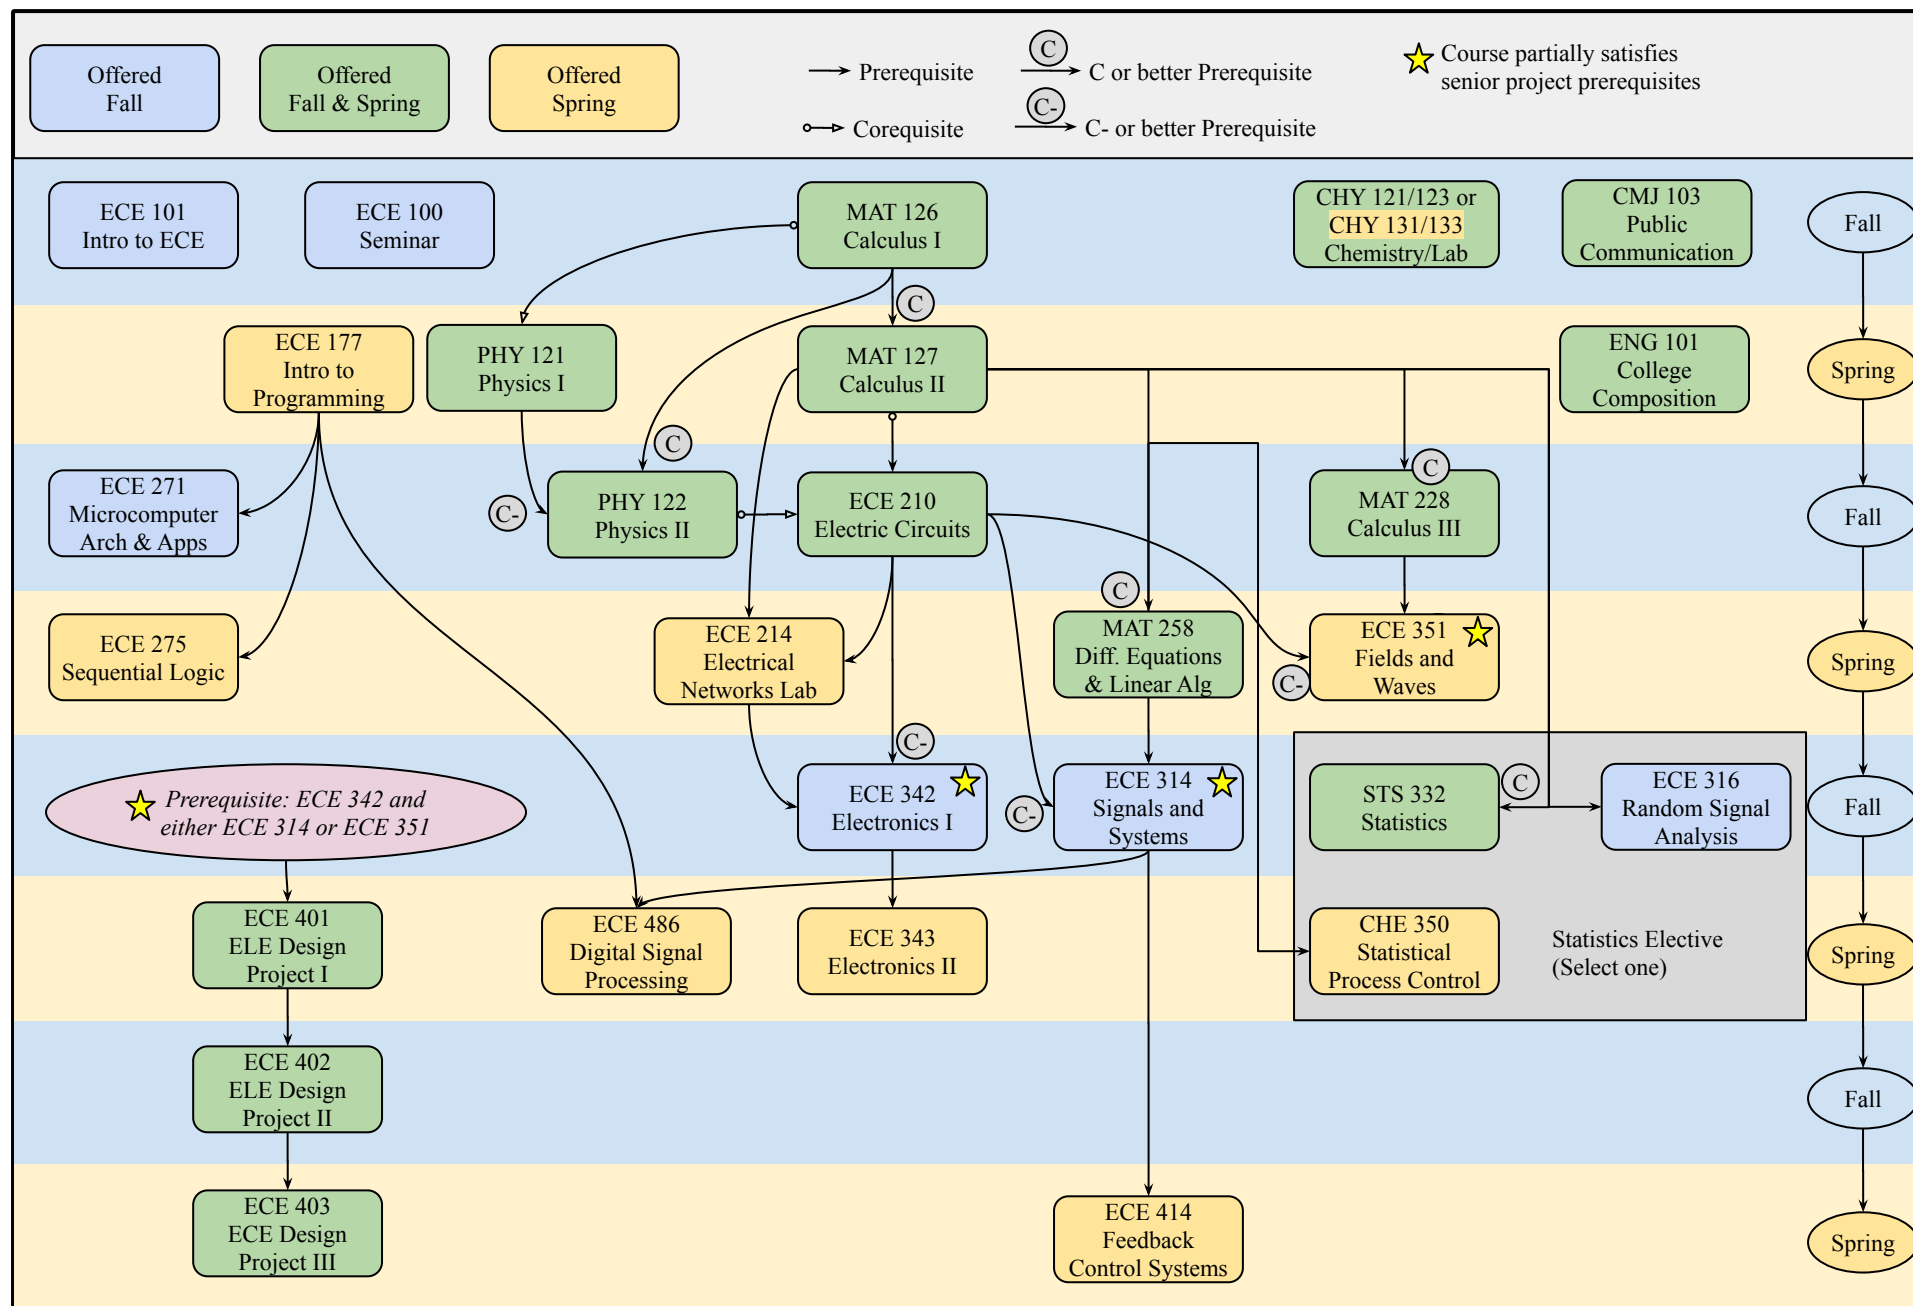 Offered
Fall
Offered
Fall & Spring
Offered
Spring
Prerequisite
Corequisite
C
C or better Prerequisite
C-
C- or better Prerequisite
Course partially satisfies
senior project prerequisites
ECE 101
Intro to ECE
ECE 100
Seminar
MAT 126
Calculus I
CHY 121/123 or
CHY 131/133
Chemistry/Lab
CMJ 103
Public
Communication
Fall
C
ECE 177
Intro to
Programming
PHY 121
Physics I
MAT 127
Calculus II
ENG 101
College
Composition
Spring
C
C
C-
ECE 271
Microcomputer
Arch & Apps
PHY 122
Physics II
ECE 210
Electric Circuits
MAT 228
Calculus III
Fall
C
ECE 275
Sequential Logic
ECE 214
Electrical
Networks Lab
MAT 258
Diff. Equations
& Linear Alg
C-
ECE 351
Fields and
Waves
Spring
C-
Prerequisite: ECE 342 and
either ECE 314 or ECE 351
ECE 342
Electronics I
C-
ECE 314
Signals and
Systems
STS 332
Statistics
C
ECE 316
Random Signal
Analysis
Fall
ECE 401
ELE Design
Project I
ECE 486
Digital Signal
Processing
ECE 343
Electronics II
CHE 350
Statistical
Process Control
Statistics Elective
(Select one)
Spring
ECE 402
ELE Design
Project II
Fall
ECE 403
ECE Design
Project III
ECE 414
Feedback
Control Systems
Spring